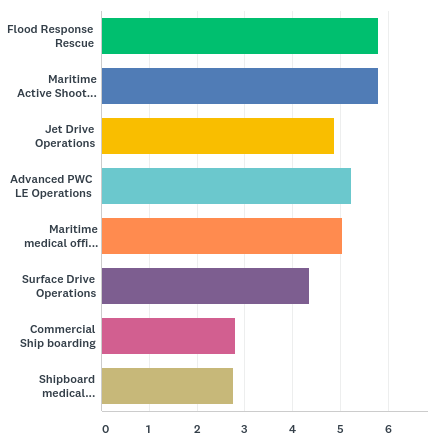 Flood Response
Rescue
Maritime
Active Shoot...
Jet Drive
Operations
Advanced PWC
LE Operations
Maritime
medical offi...
Surface Drive
Operations
Commercial
Ship boarding
Shipboard
medical...
0 1 2 3 4 5 6